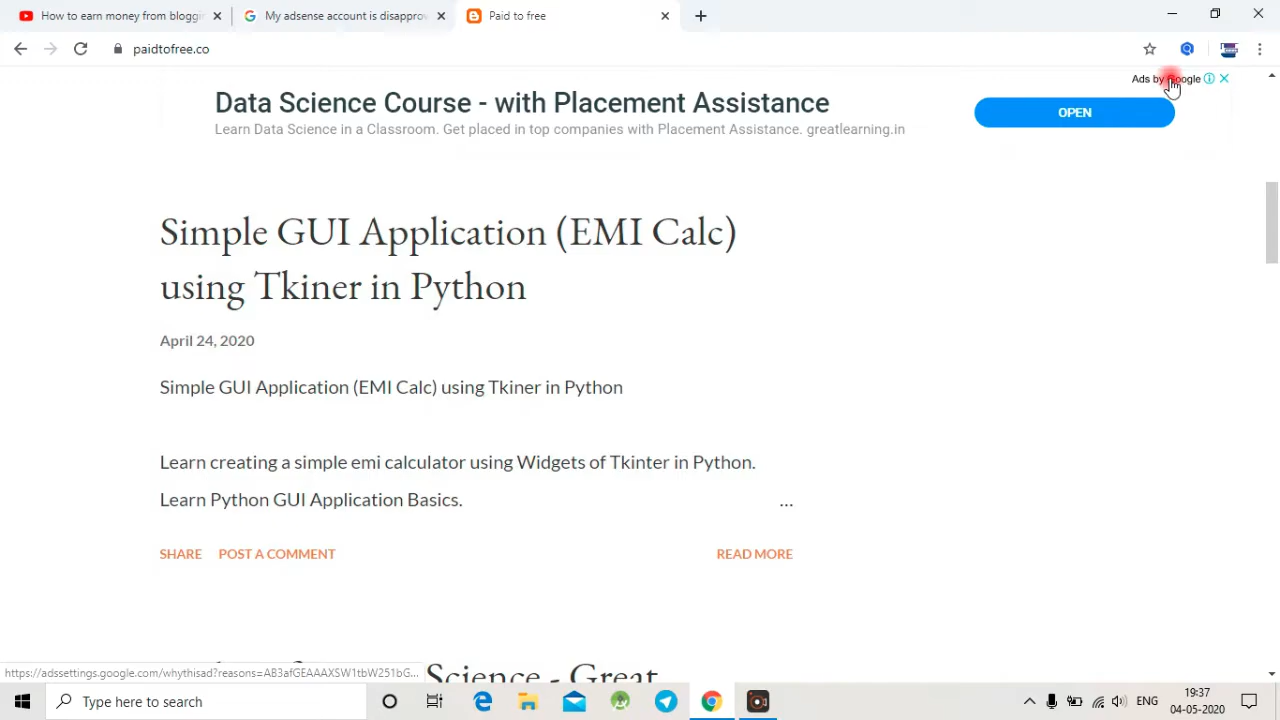 How to earn money from bloggi
My adsense account is disapprov
Paid to free
paidtofree.co
Ads by Google
Data Science Course - with Placement Assistance
Learn Data Science in a Classroom. Get placed in top companies with Placement Assistance. greatlearning.in
OPEN
Simple GUI Application (EMI Calc)
using Tkiner in Python
April 24, 2020
Simple GUI Application (EMI Calc) using Tkiner in Python
Learn creating a simple emi calculator using Widgets of Tkinter in Python.
Learn Python GUI Application Basics. ...
SHARE POST A COMMENT READ MORE
Science - Great
https://adssettings.google.com/whythisad?reasons=AB3afGEAAAXSW1tbW251bG...
Type here to search
ENG
19:37
04-05-2020